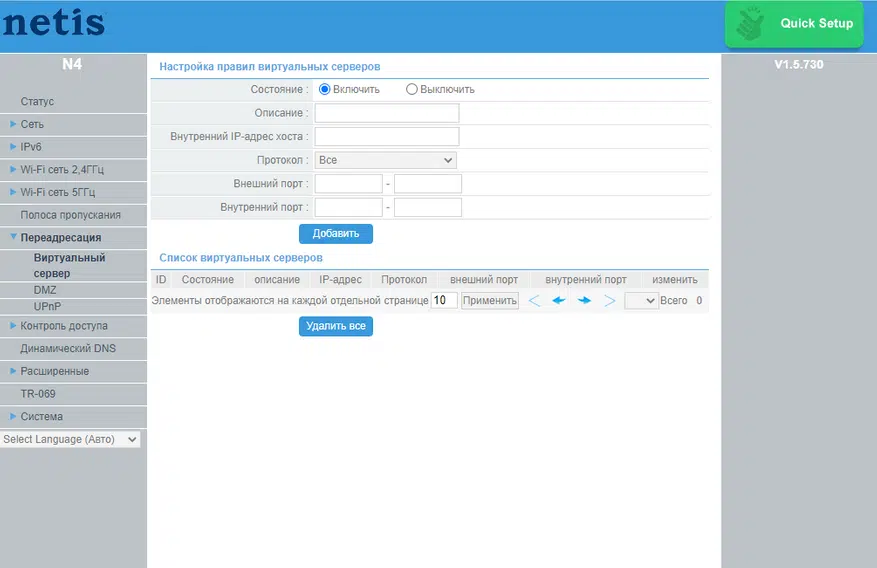 netis
Quick Setup
N4
V1.5.730
Статус
Сеть
IPv6
Wi-Fi сеть 2,4ГГц
Wi-Fi сеть 5ГГц
Полоса пропускания
Переадресация
Виртуальный
сервер
DMZ
UPnP
Контроль доступа
Динамический DNS
Расширенные
TR-069
Система
Select Language (Авто)
Настройка правил виртуальных серверов
Состояние : Включить Выключить
Описание :
Внутренний IP-адрес хоста :
Протокол : Все
Внешний порт : -
Внутренний порт : -
Добавить
Список виртуальных серверов
ID Состояние описание IP-адрес Протокол внешний порт внутренний порт изменить
Элементы отображаются на каждой отдельной странице 10 Применить Всего 0
Удалить все